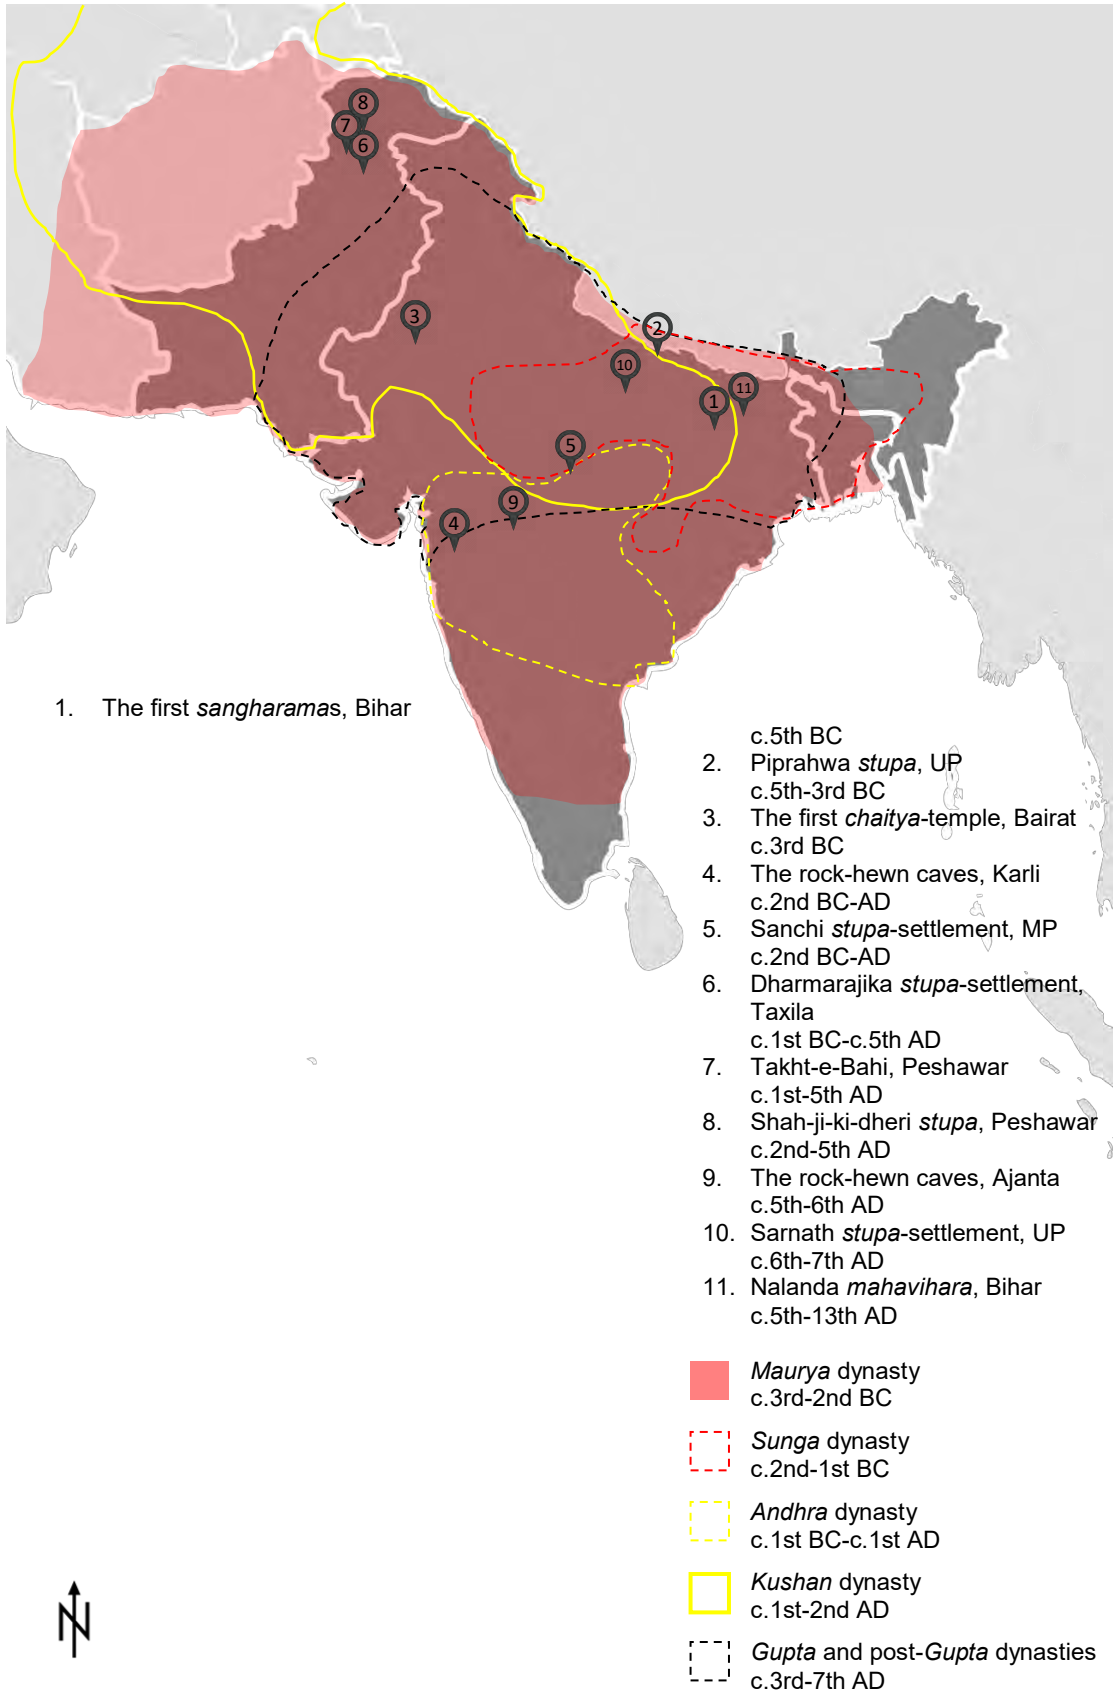 8
7
6
3
2
10
11
1
5
9
4
1. The first sangharamas, Bihar
c.5th BC
2. Piprahwa stupa, UP
c.5th-3rd BC
3. The first chaitya-temple, Bairat
c.3rd BC
4. The rock-hewn caves, Karli
c.2nd BC-AD
5. Sanchi stupa-settlement, MP
c.2nd BC-AD
6. Dharmarajika stupa-settlement,
Taxila
c.1st BC-c.5th AD
7. Takht-e-Bahi, Peshawar
c.1st-5th AD
8. Shah-ji-ki-dheri stupa, Peshawar
c.2nd-5th AD
9. The rock-hewn caves, Ajanta
c.5th-6th AD
10. Sarnath stupa-settlement, UP
c.6th-7th AD
11. Nalanda mahavihara, Bihar
c.5th-13th AD
Maurya dynasty
c.3rd-2nd BC
Sunga dynasty
c.2nd-1st BC
Andhra dynasty
c.1st BC-c.1st AD
Kushan dynasty
c.1st-2nd AD
Gupta and post-Gupta dynasties
c.3rd-7th AD
N